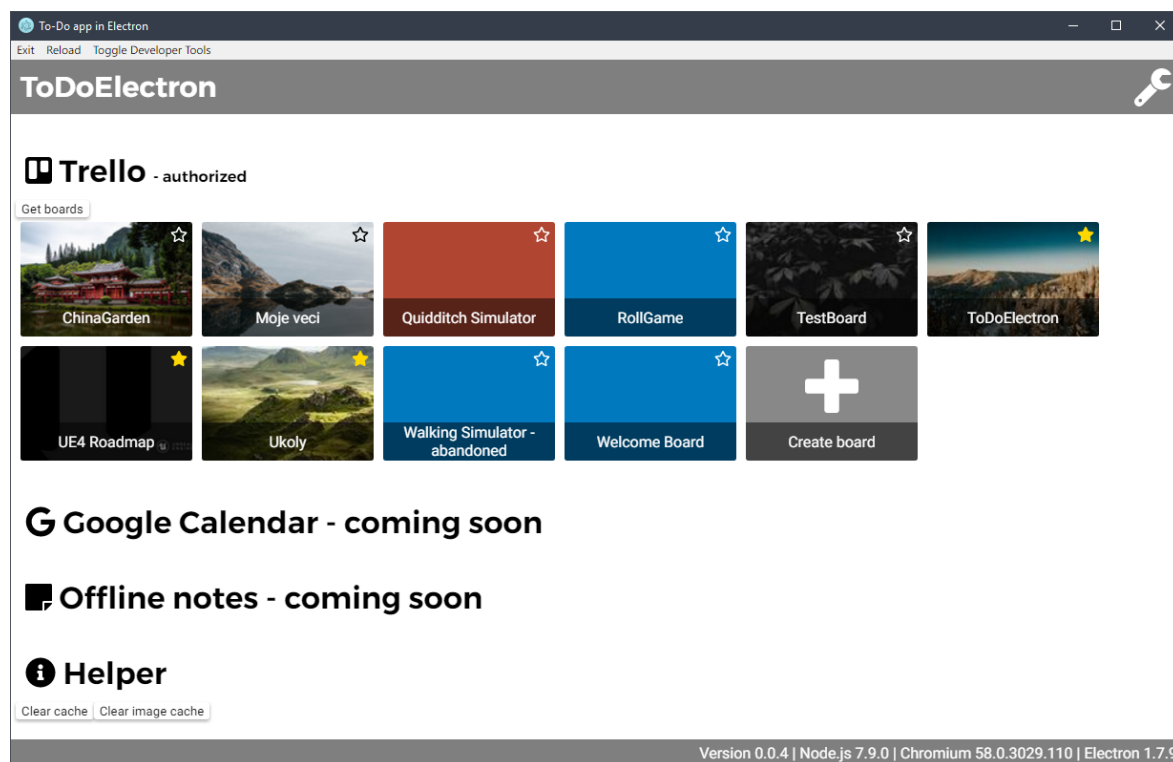 To-Do app in Electron
Exit Reload Toggle Developer Tools
ToDoElectron
Trello - authorized
Get boards
ChinaGarden
Moje veci
Quidditch Simulator
RollGame
TestBoard
ToDoElectron
UE4 Roadmap
Ukoly
Walking Simulator -
abandoned
Welcome Board
Create board
Google Calendar - coming soon
Offline notes - coming soon
Helper
Clear cache Clear image cache
Version 0.0.4 | Node.js 7.9.0 | Chromium 58.0.3029.110 | Electron 1.7.9